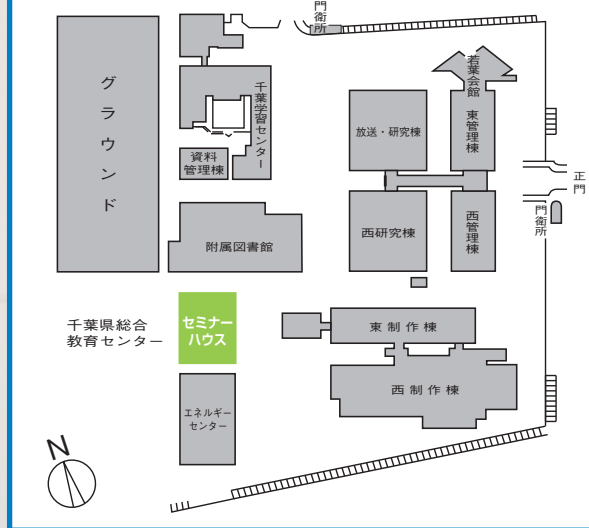 門衛所
グラウンド
千葉学習センター
資料
管理棟
若葉会館
東管理棟
放送・研究棟
正門
門衛所
西研究棟
西管理棟
附属図書館
千葉県総合
教育センター
セミナー
ハウス
東制作棟
西制作棟
エネルギー
センター
N